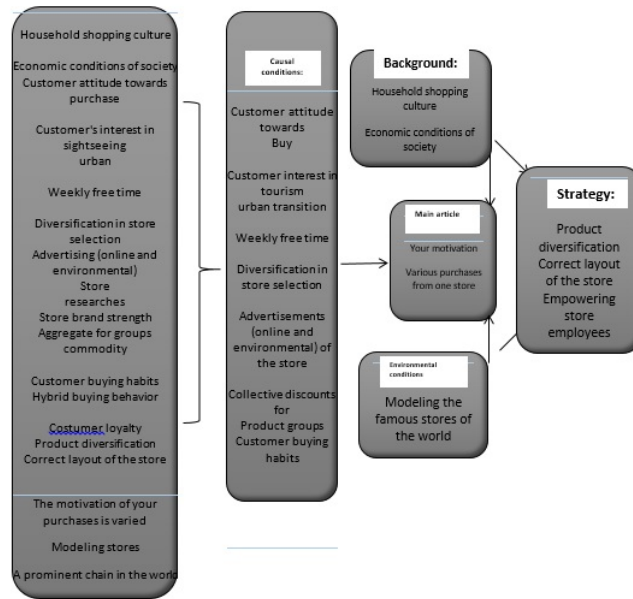 Household shopping culture
Economic conditions of society
Customer attitude towards
purchase
Customer's interest in
sightseeing
urban
Weekly free time
Diversification in store
selection
Advertising (online and
environmental)
Store
researches
Store brand strength
Aggregate for groups
commodity
Customer buying habits
Hybrid buying behavior
Costumer loyalty
Product diversification
Correct layout of the store
The motivation of your
purchases is varied
Modeling stores
A prominent chain in the world
Causal
conditions:
Customer attitude
towards
Buy
Customer interest in
tourism
urban transition
Weekly free time
Diversification in
store selection
Advertisements
(online and
environmental) of
the store
Collective discounts
for
Product groups
Customer buying
habits
Background:
Household shopping
culture
Economic conditions of
society
Main article
Your motivation
Various purchases
from one store
Environmental
conditions
Modeling the
famous stores of
the world
Strategy:
Product
diversification
Correct layout of
the store
Empowering
store
employees